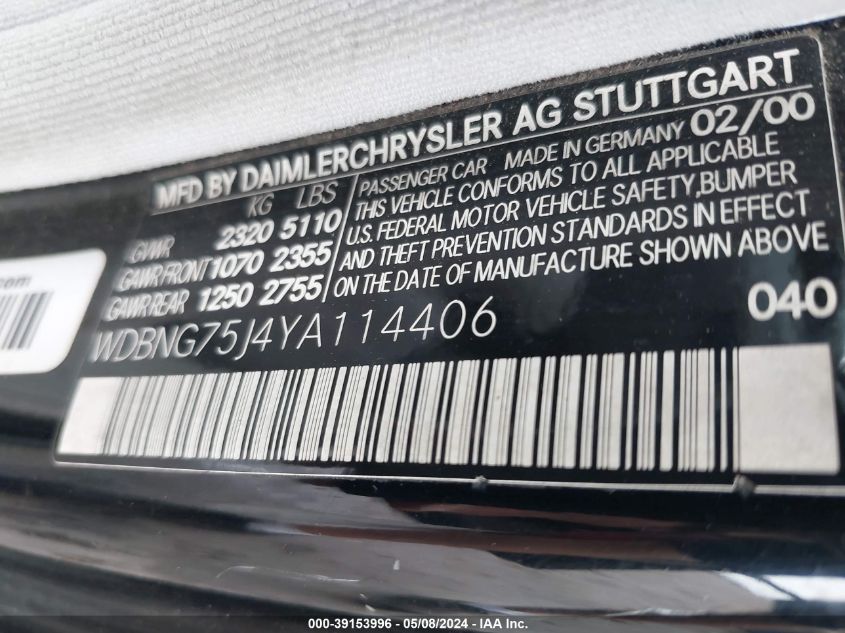 MFD BY DAIMLERCHRYSLER AG STUTTGART
KG LBS
GVWR 2320 5110
GAWR FRONT 1070 2355
GAWR REAR 1250 2755
PASSENGER CAR MADE IN GERMANY 02/00
THIS VEHICLE CONFORMS TO ALL APPLICABLE
U.S. FEDERAL MOTOR VEHICLE SAFETY, BUMPER
AND THEFT PREVENTION STANDARDS IN EFFECT
ON THE DATE OF MANUFACTURE SHOWN ABOVE
WDBNG75J4YA114406
040
.com
000-39153996 - 05/08/2024 - IAA Inc.